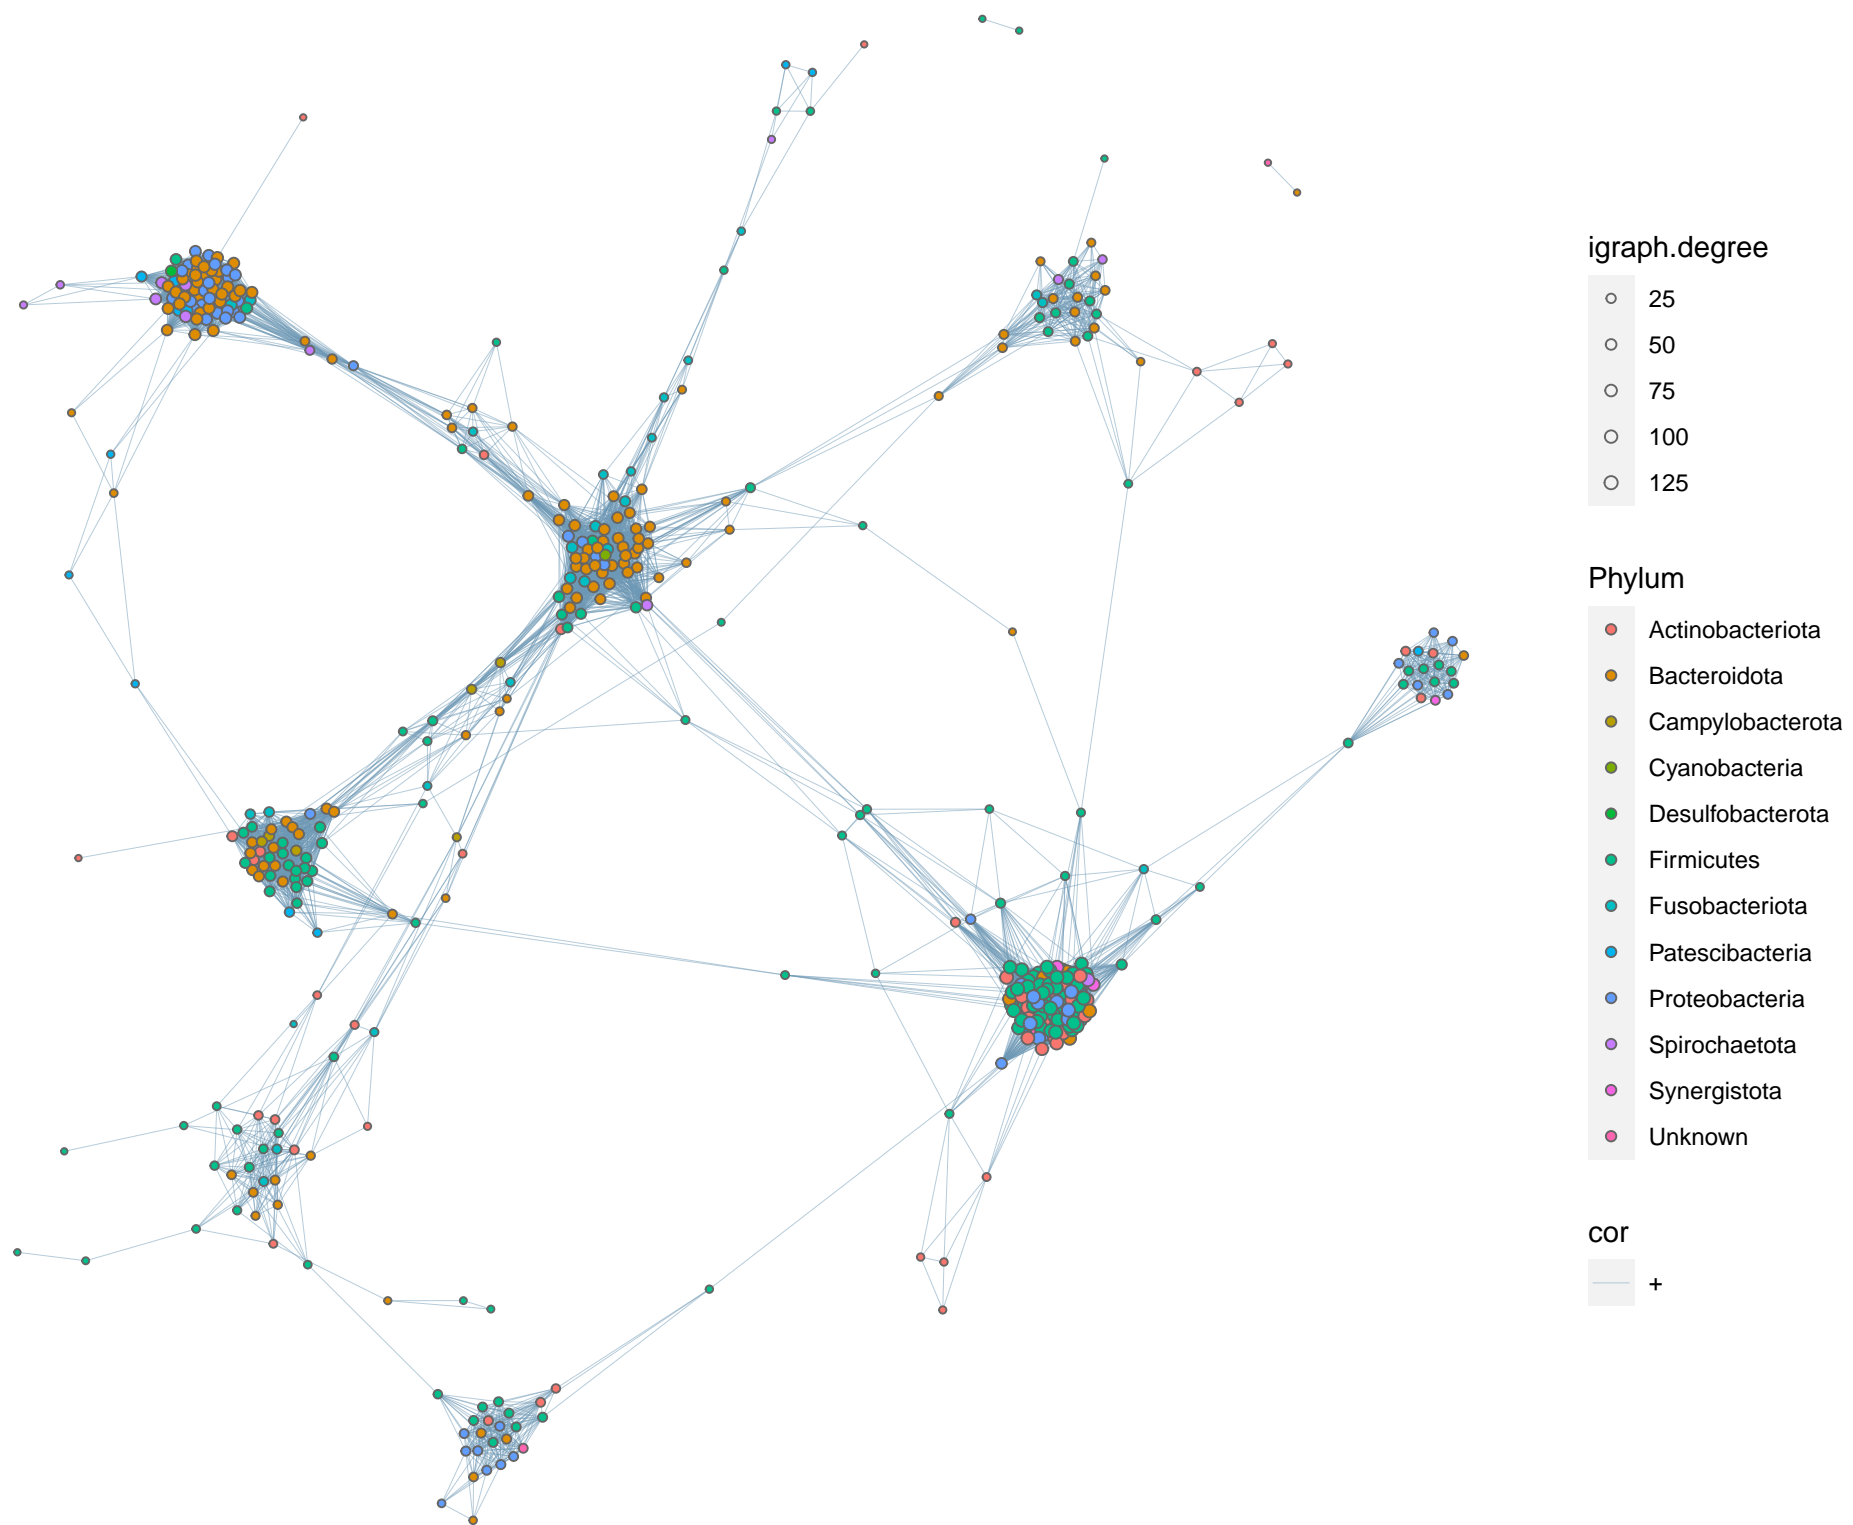 igraph.degree
25
50
75
100
125
Phylum
Actinobacteriota
Bacteroidota
Campylobacterota
Cyanobacteria
Desulfobacterota
Firmicutes
Fusobacteriota
Patescibacteria
Proteobacteria
Spirochaetota
Synergistota
Unknown
cor
+